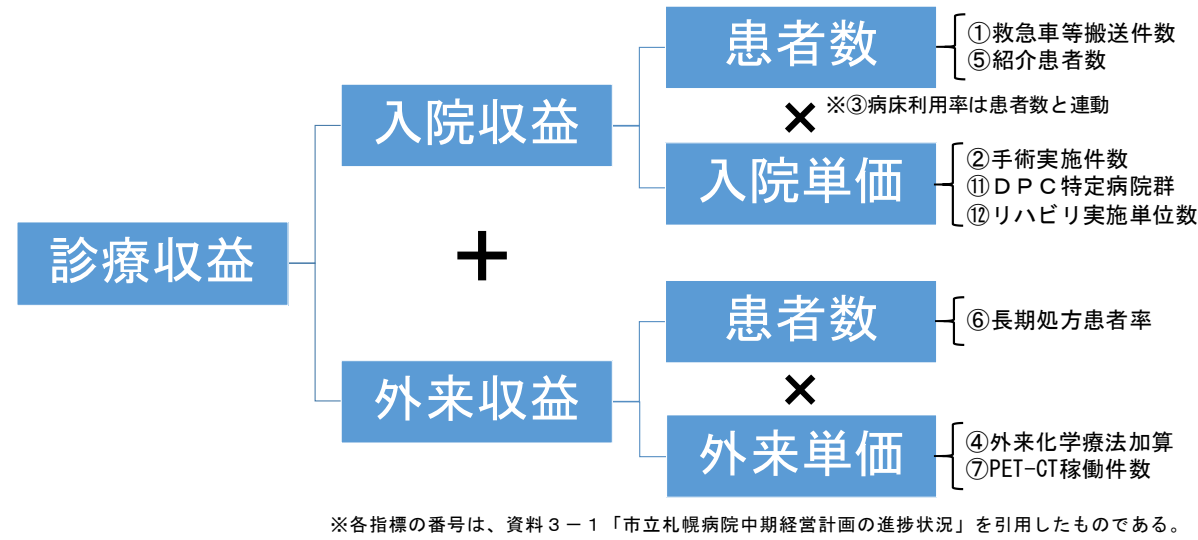 診療収益
入院収益
＋
外来収益
患者数
①救急車等搬送件数
⑤紹介患者数
×
※③病床利用率は患者数と連動
入院単価
②手術実施件数
⑪ＤＰＣ特定病院群
⑫リハビリ実施単位数
患者数
⑥長期処方患者率
×
外来単価
④外来化学療法加算
⑦PET-CT稼働件数
※各指標の番号は、資料３－１「市立札幌病院中期経営計画の進捗状況」を引用したものである。